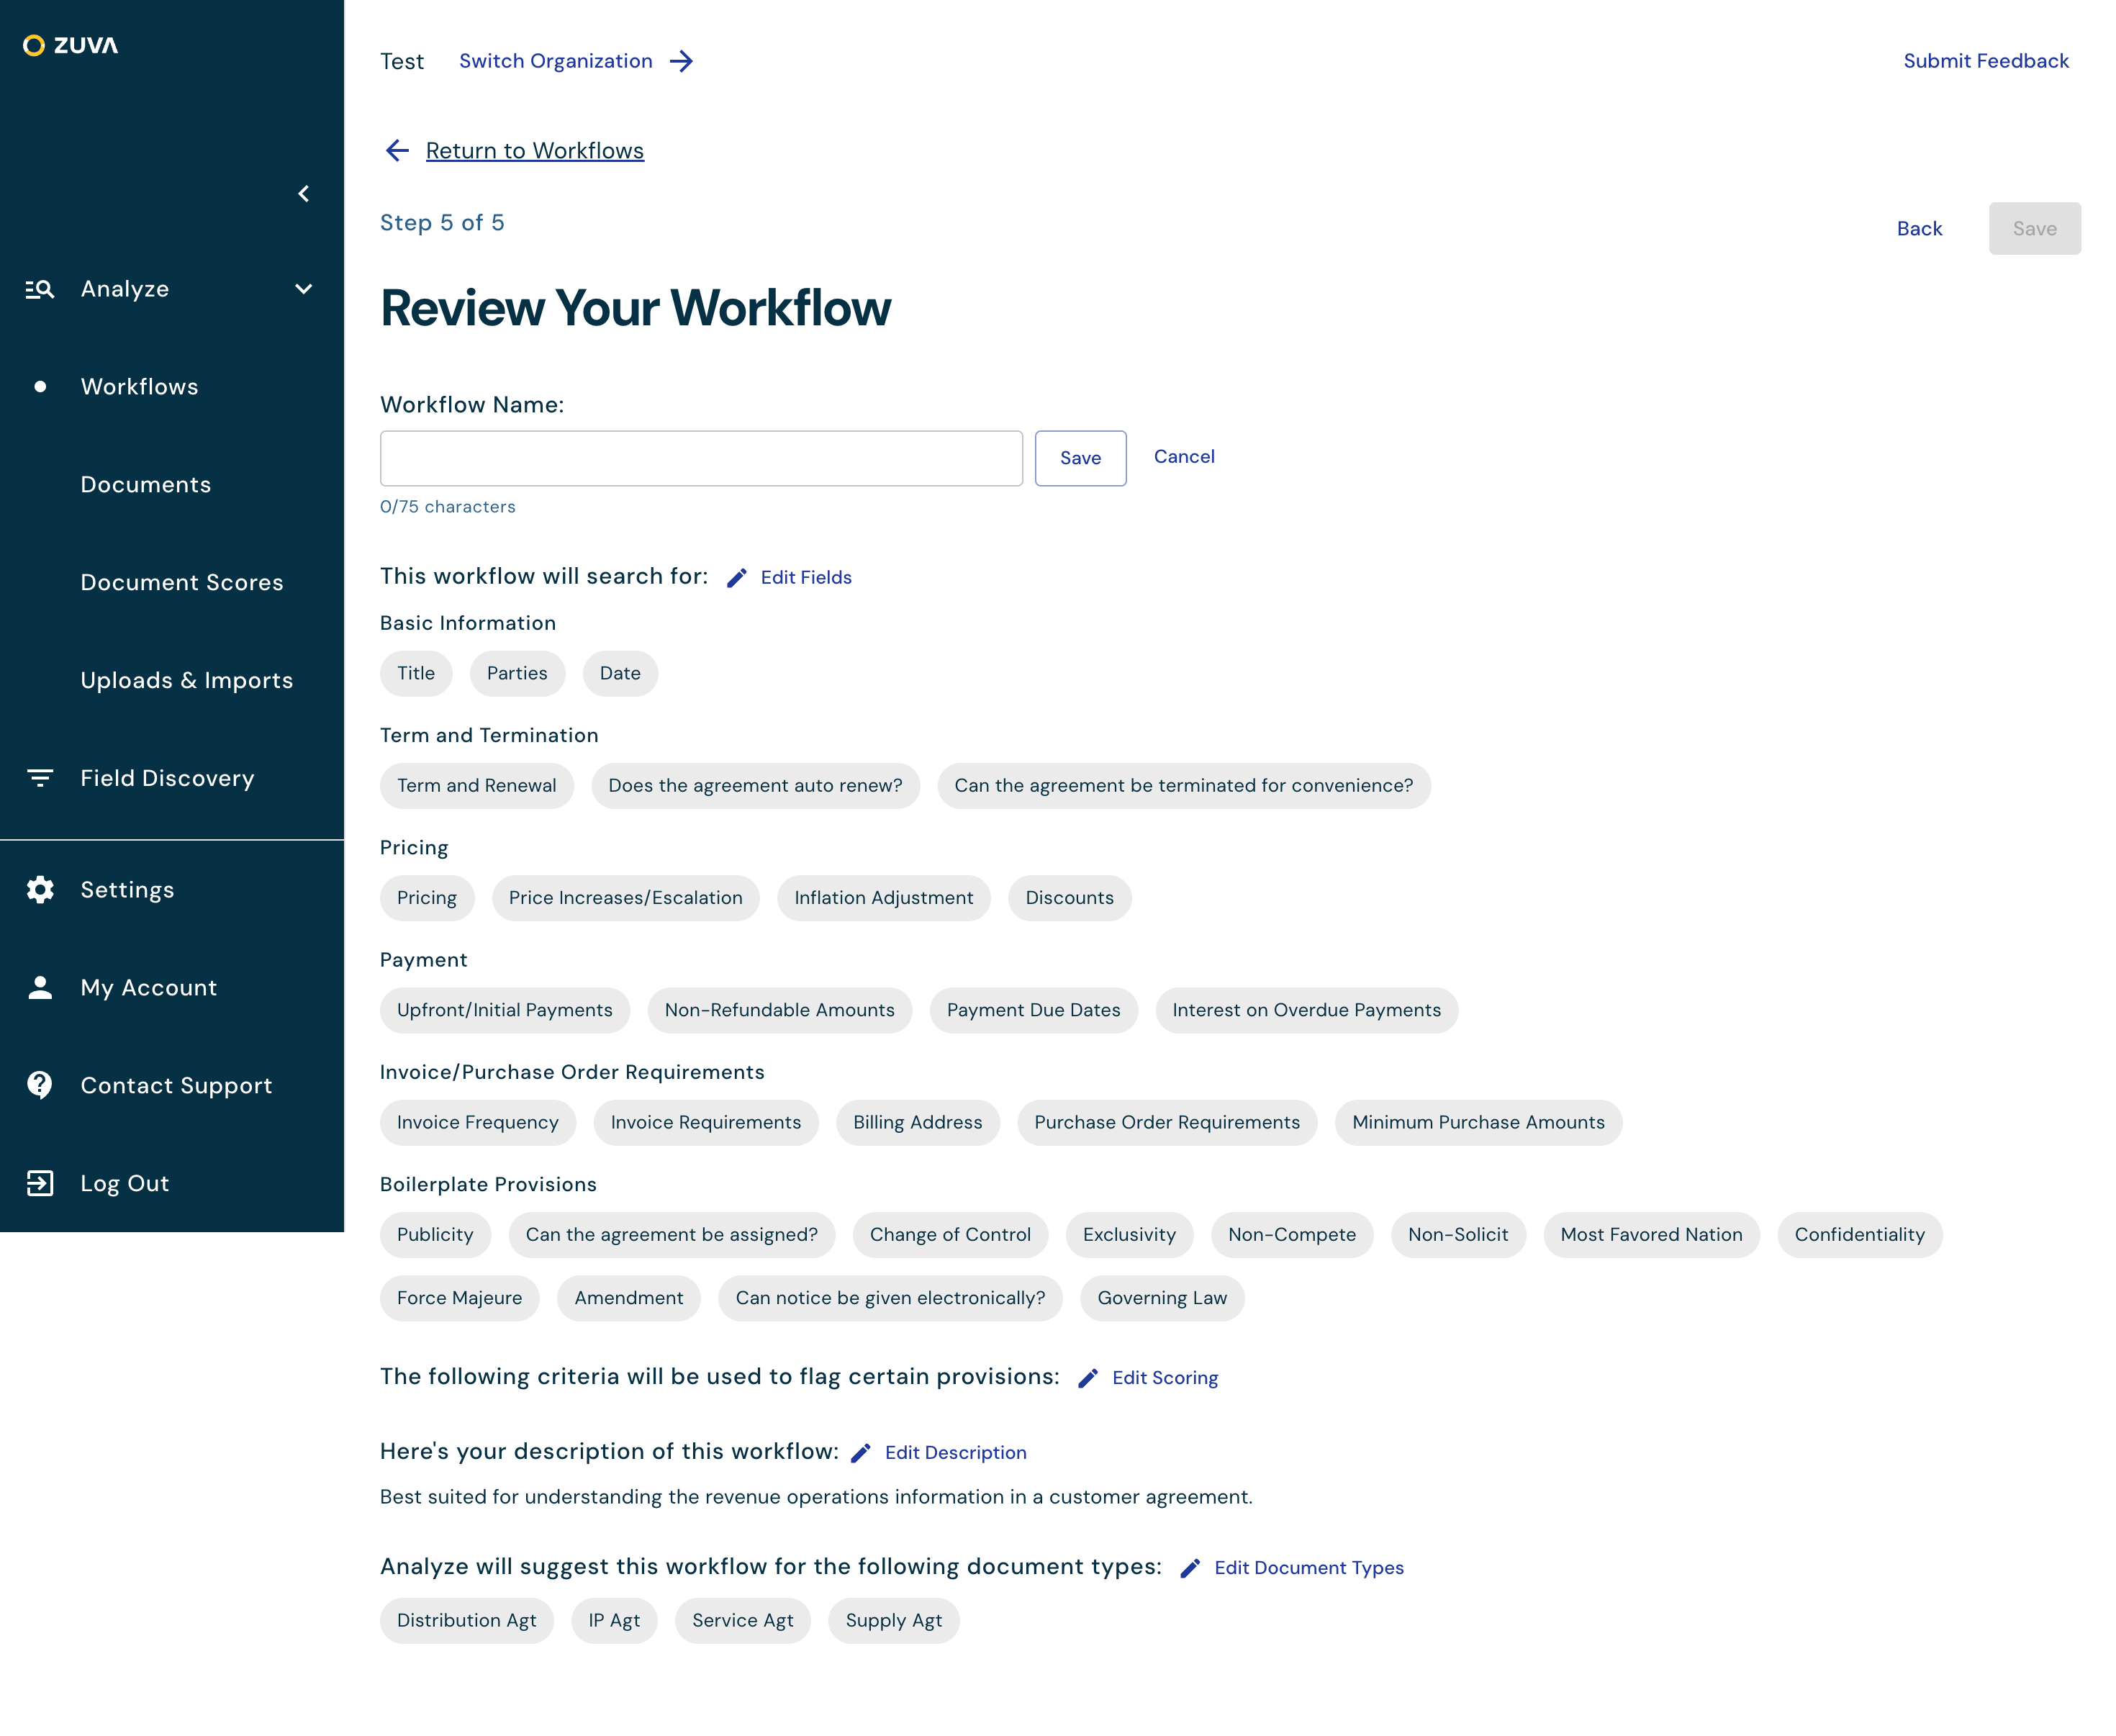 ZUVA
Test Switch Organization Submit Feedback
Return to Workflows
Step 5 of 5
Back Save
Analyze
Review Your Workflow
Workflows
Workflow Name:
Save Cancel
Documents
0/75 characters
Document Scores
This workflow will search for: Edit Fields
Basic Information
Uploads & Imports
Title Parties Date
Term and Termination
Field Discovery
Term and Renewal Does the agreement auto renew? Can the agreement be terminated for convenience?
Pricing
Settings
Pricing Price Increases/Escalation Inflation Adjustment Discounts
Payment
My Account
Upfront/Initial Payments Non-Refundable Amounts Payment Due Dates Interest on Overdue Payments
Invoice/Purchase Order Requirements
Contact Support
Invoice Frequency Invoice Requirements Billing Address Purchase Order Requirements Minimum Purchase Amounts
Boilerplate Provisions
Log Out
Publicity Can the agreement be assigned? Change of Control Exclusivity Non-Compete Non-Solicit Most Favored Nation Confidentiality
Force Majeure Amendment Can notice be given electronically? Governing Law
The following criteria will be used to flag certain provisions: Edit Scoring
Here's your description of this workflow: Edit Description
Best suited for understanding the revenue operations information in a customer agreement.
Analyze will suggest this workflow for the following document types: Edit Document Types
Distribution Agt IP Agt Service Agt Supply Agt